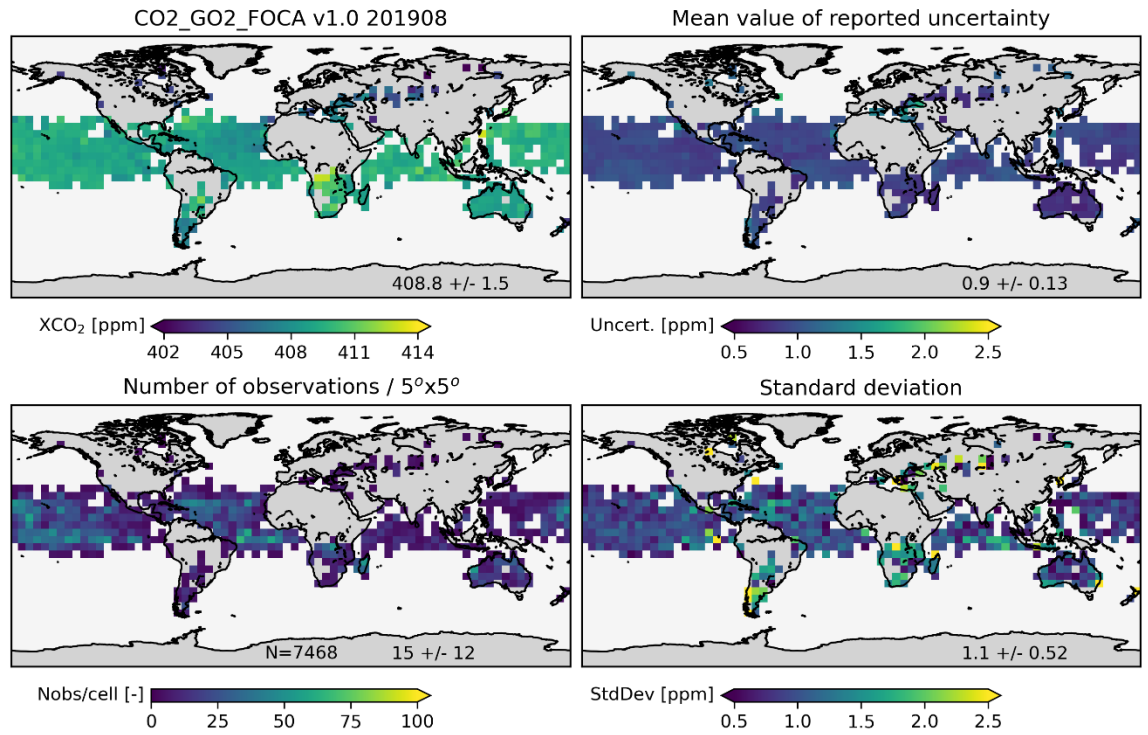 CO2_GO2_FOCA v1.0 201908
408.8 +/- 1.5
XCO₂ [ppm]
402 405 408 411 414
Mean value of reported uncertainty
0.9 +/- 0.13
Uncert. [ppm]
0.5 1.0 1.5 2.0 2.5
Number of observations / 5°x5°
N=7468 15 +/- 12
Nobs/cell [-]
0 25 50 75 100
Standard deviation
1.1 +/- 0.52
StdDev [ppm]
0.5 1.0 1.5 2.0 2.5